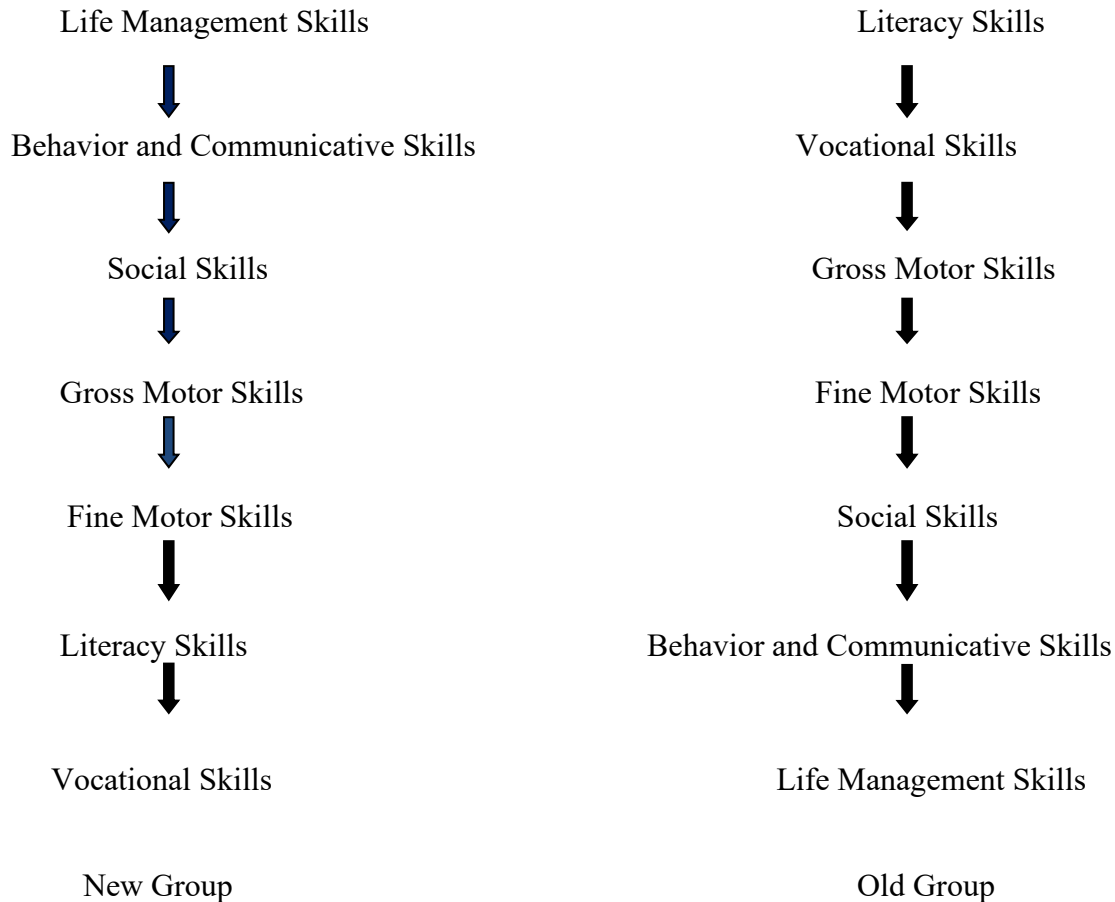 Life Management Skills
Behavior and Communicative Skills
Social Skills
Gross Motor Skills
Fine Motor Skills
Literacy Skills
Vocational Skills
New Group
Literacy Skills
Vocational Skills
Gross Motor Skills
Fine Motor Skills
Social Skills
Behavior and Communicative Skills
Life Management Skills
Old Group